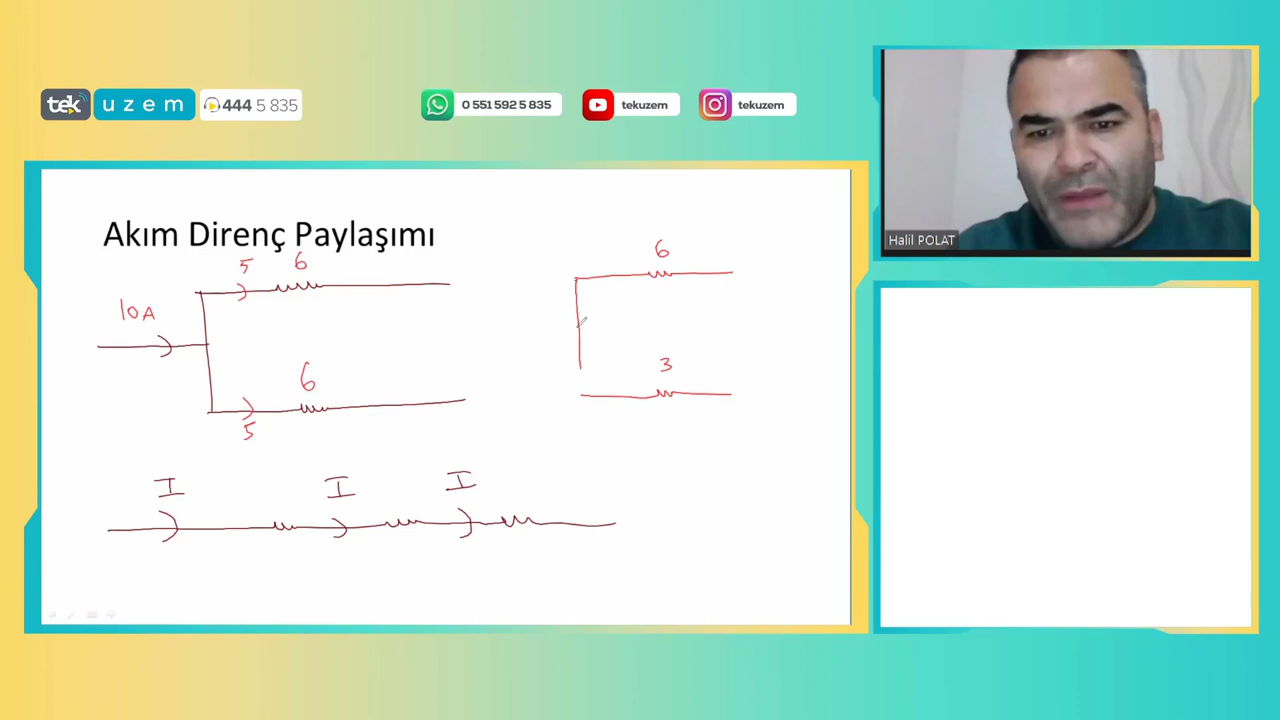 tek uzem 444 5 835
0 551 592 5 835
tekuzem
tekuzem
Halil POLAT
Akım Direnç Paylaşımı
5 6
10A
6
5
6
3
I I I